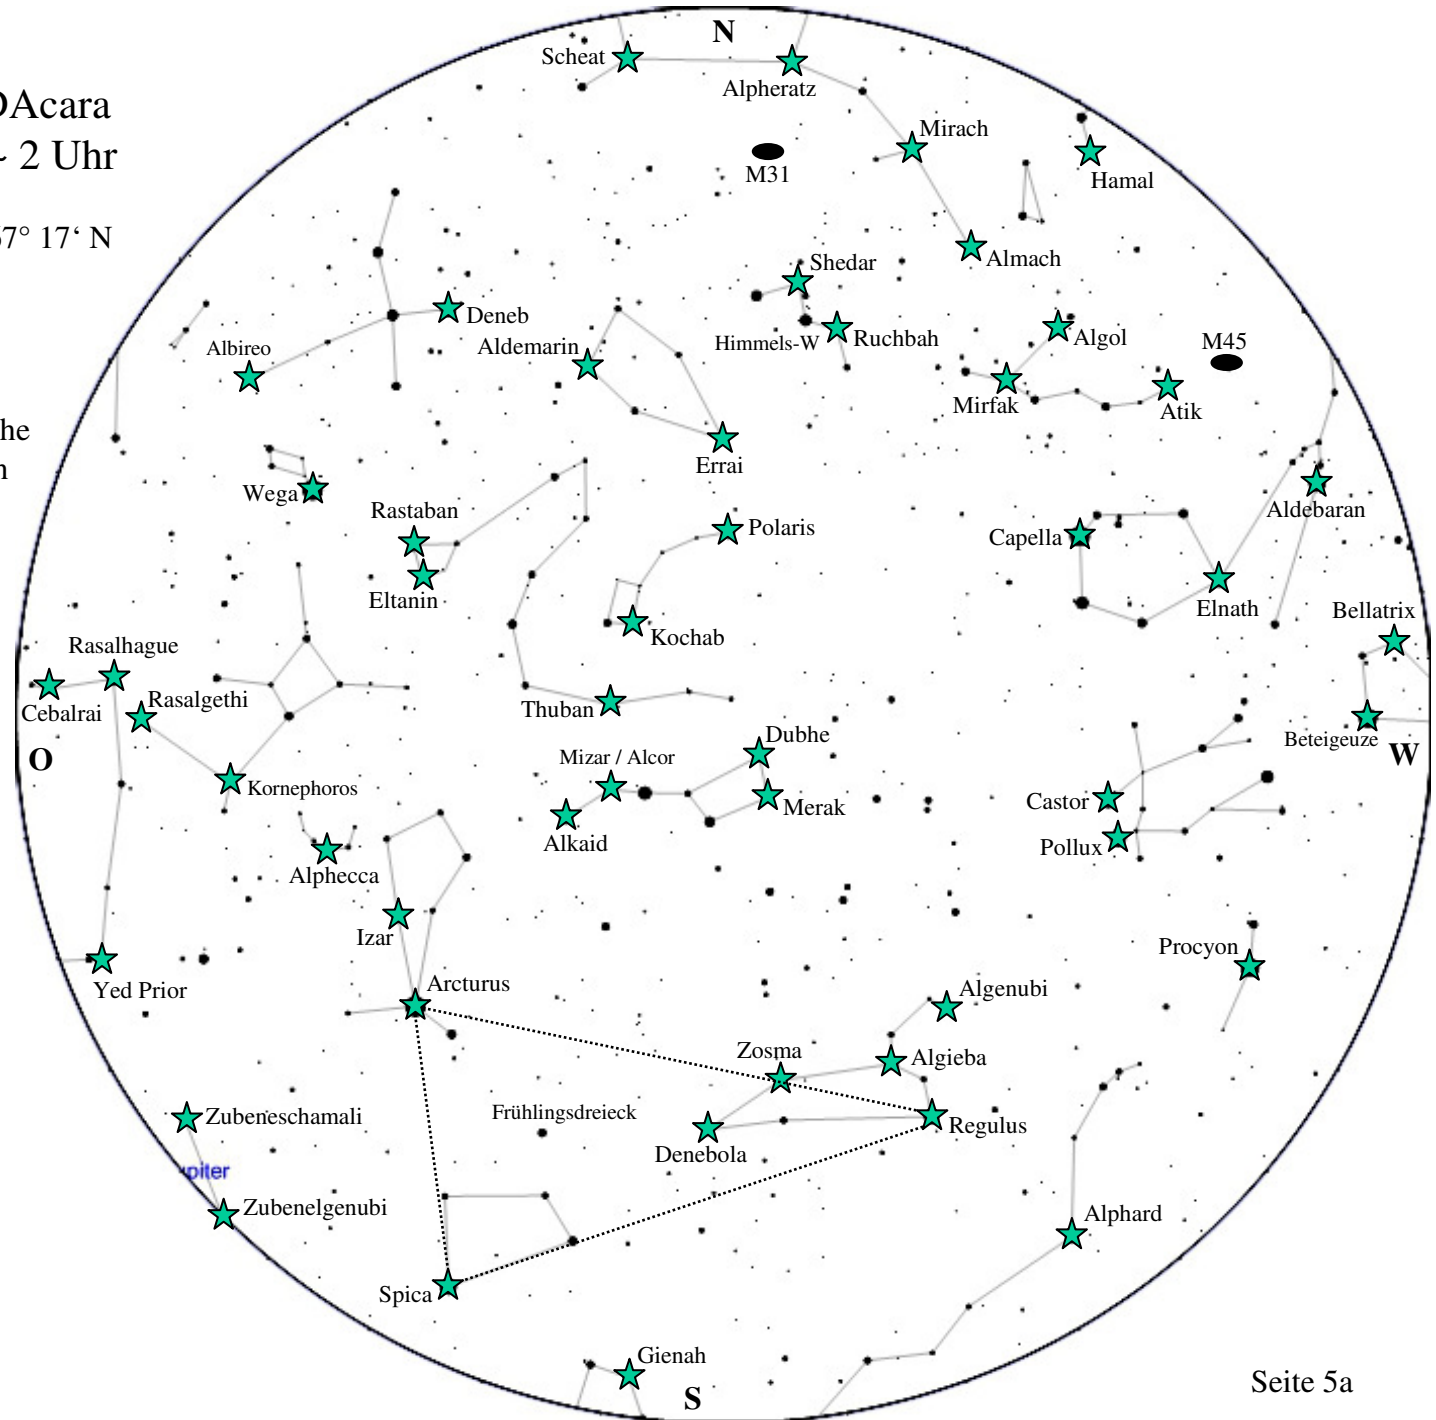 N
Scheat
Alpheratz
DAcara
2 Uhr
Mirach
M31
Hamal
7° 17‘ N
Almach
Shedar
Deneb
Himmels-W
Ruchbah
Algol
M45
Albireo
Aldemarin
Mirfak
Atik
Errai
Wega
Rastaban
Polaris
Capella
Aldebaran
Eltanin
Elnath
Bellatrix
Kochab
Rasalhague
Rasalgethi
Cebalrai
Thuban
Dubhe
Beteigeuze
W
O
Mizar / Alcor
Kornephoros
Merak
Castor
Alkaid
Pollux
Alphecca
Izar
Procyon
Yed Prior
Arcturus
Algenubi
Zosma
Algieba
Zubeneschamali
Frühlingsdreieck
Regulus
Denebola
piter
Zubenelgenubi
Alphard
Spica
Gienah
S
Seite 5a